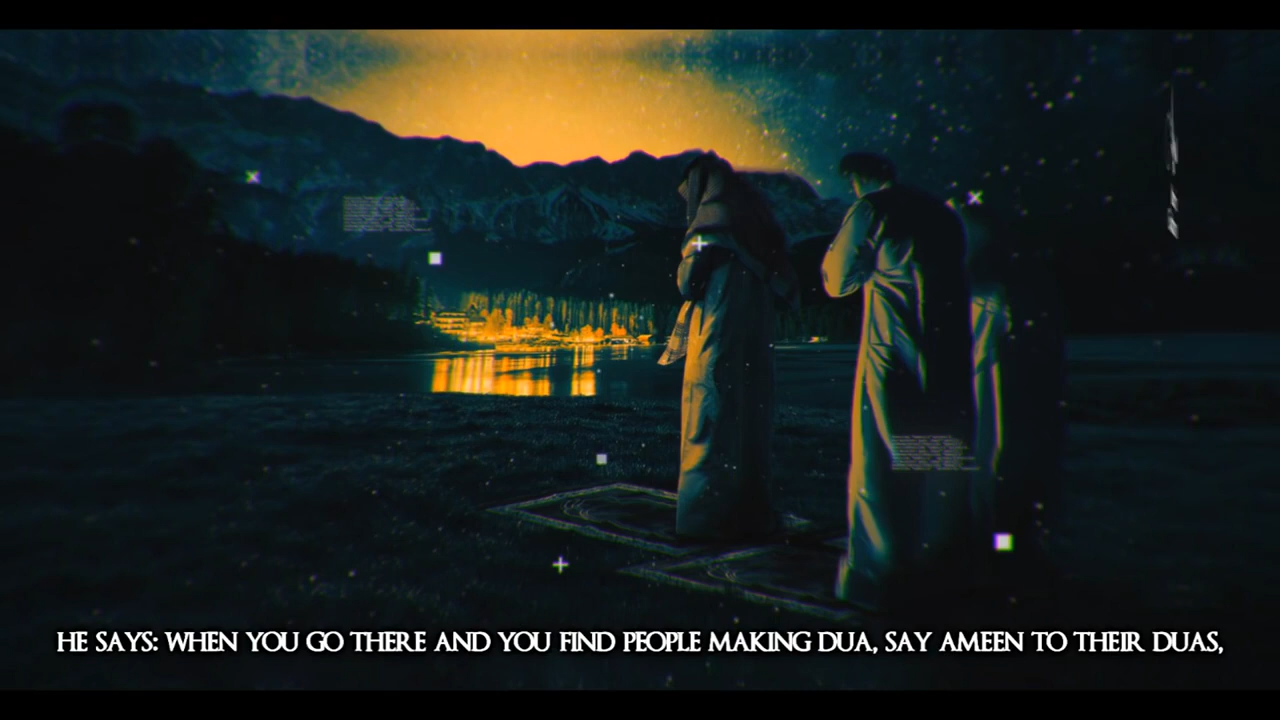 HE SAYS: WHEN YOU GO THERE AND YOU FIND PEOPLE MAKING DUA, SAY AMEEN TO THEIR DUAS,